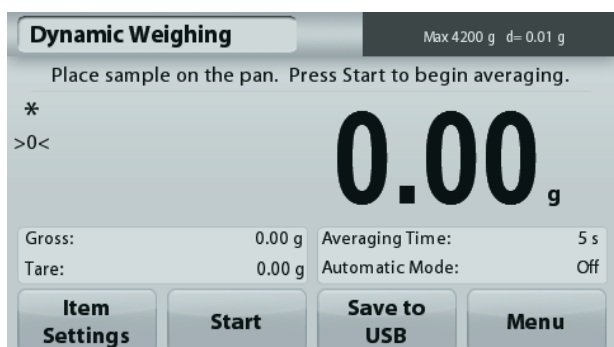 Dynamic Weighing
Max 4200 g d= 0.01 g
Place sample on the pan. Press Start to begin averaging.
*
>0<
0.00 g
Gross: 0.00 g
Tare: 0.00 g
Averaging Time: 5 s
Automatic Mode: Off
Item
Settings
Start
Save to
USB
Menu